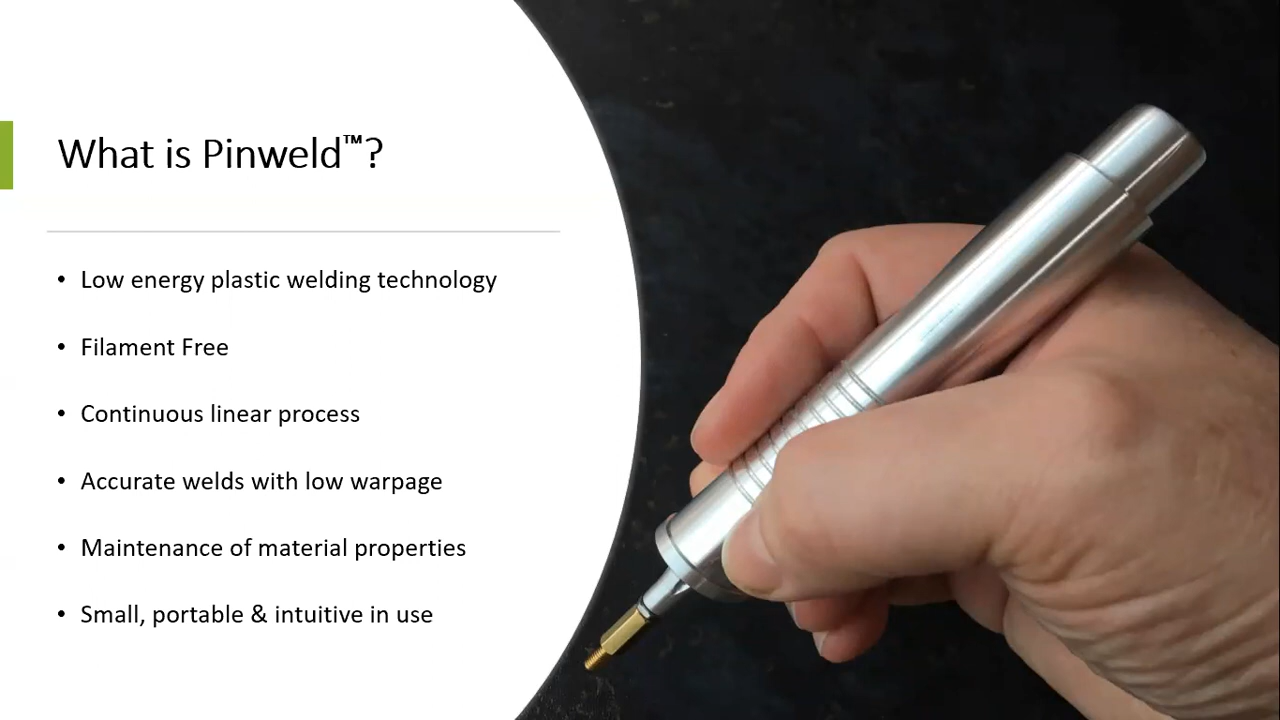 What is Pinweld™?
• Low energy plastic welding technology
• Filament Free
• Continuous linear process
• Accurate welds with low warpage
• Maintenance of material properties
• Small, portable & intuitive in use